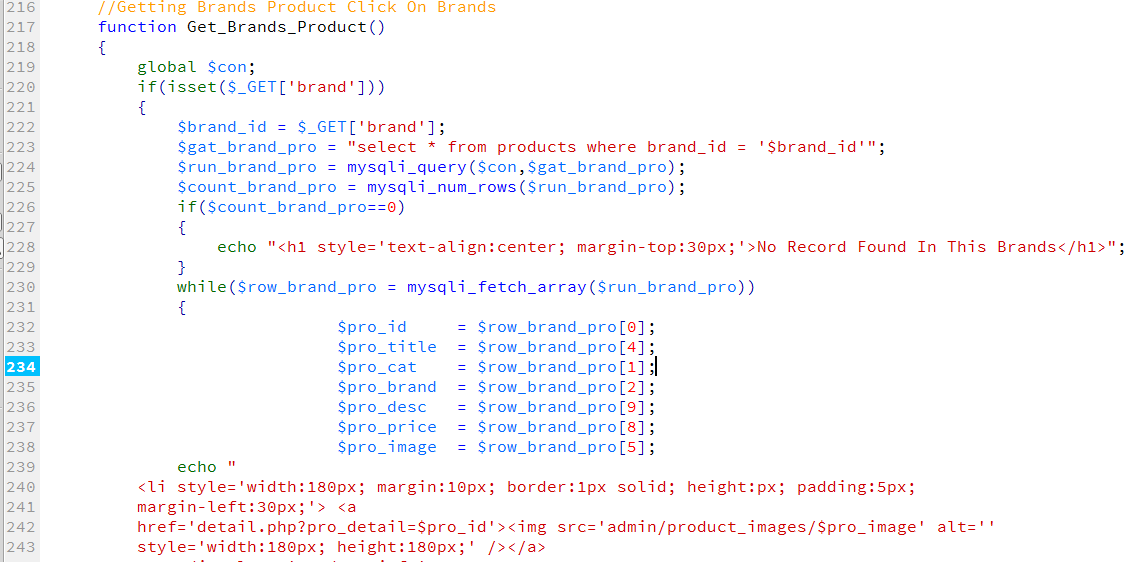 216 //Getting Brands Product Click On Brands
217 function Get_Brands_Product()
218 {
219 global $con;
220 if(isset($_GET['brand']))
221 {
222 $brand_id = $_GET['brand'];
223 $gat_brand_pro = "select * from products where brand_id = '$brand_id'";
224 $run_brand_pro = mysqli_query($con,$gat_brand_pro);
225 $count_brand_pro = mysqli_num_rows($run_brand_pro);
226 if($count_brand_pro==0)
227 {
228 echo "<h1 style='text-align:center; margin-top:30px;'>No Record Found In This Brands</h1>";
229 }
230 while($row_brand_pro = mysqli_fetch_array($run_brand_pro))
231 {
232 $pro_id = $row_brand_pro[0];
233 $pro_title = $row_brand_pro[4];
234 $pro_cat = $row_brand_pro[1];
235 $pro_brand = $row_brand_pro[2];
236 $pro_desc = $row_brand_pro[9];
237 $pro_price = $row_brand_pro[8];
238 $pro_image = $row_brand_pro[5];
239 echo "
240 <li style='width:180px; margin:10px; border:1px solid; height:px; padding:5px;
241 margin-left:30px;'> <a
242 href='detail.php?pro_detail=$pro_id'><img src='admin/product_images/$pro_image' alt=''
243 style='width:180px; height:180px;' /></a>